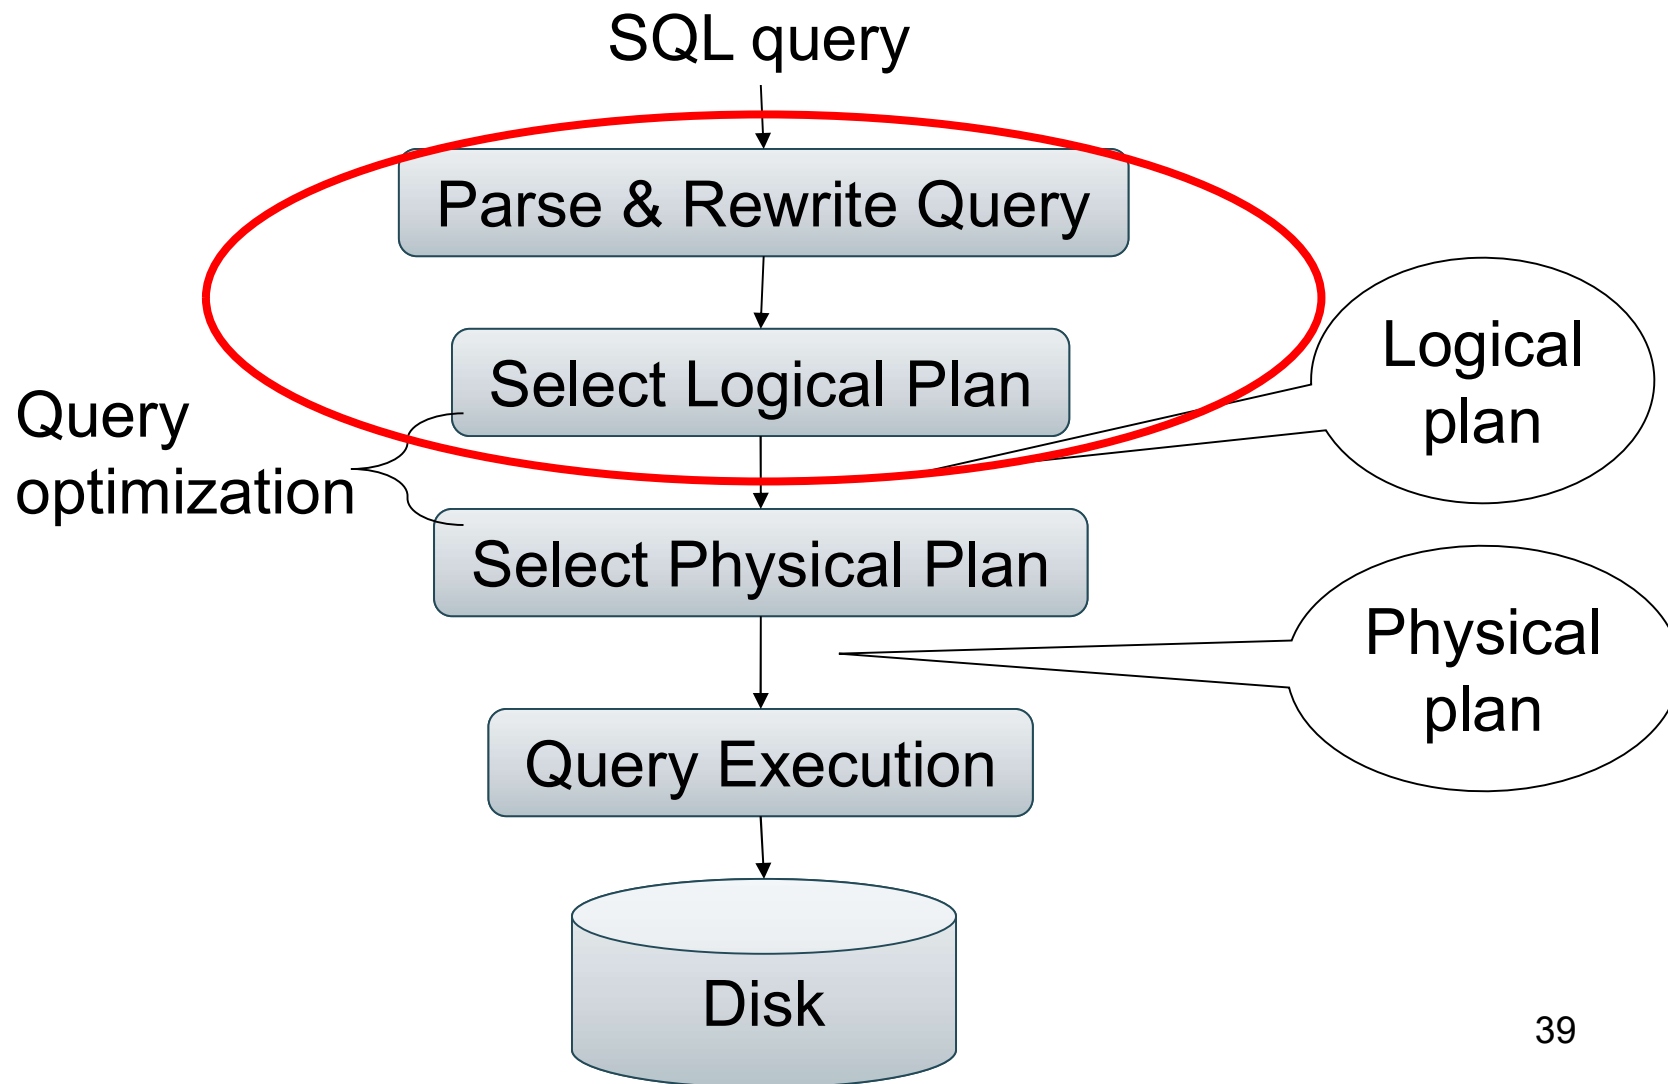 SQL query
Parse & Rewrite Query
Select Logical Plan
Logical
plan
Query
optimization
Select Physical Plan
Physical
plan
Query Execution
Disk
39